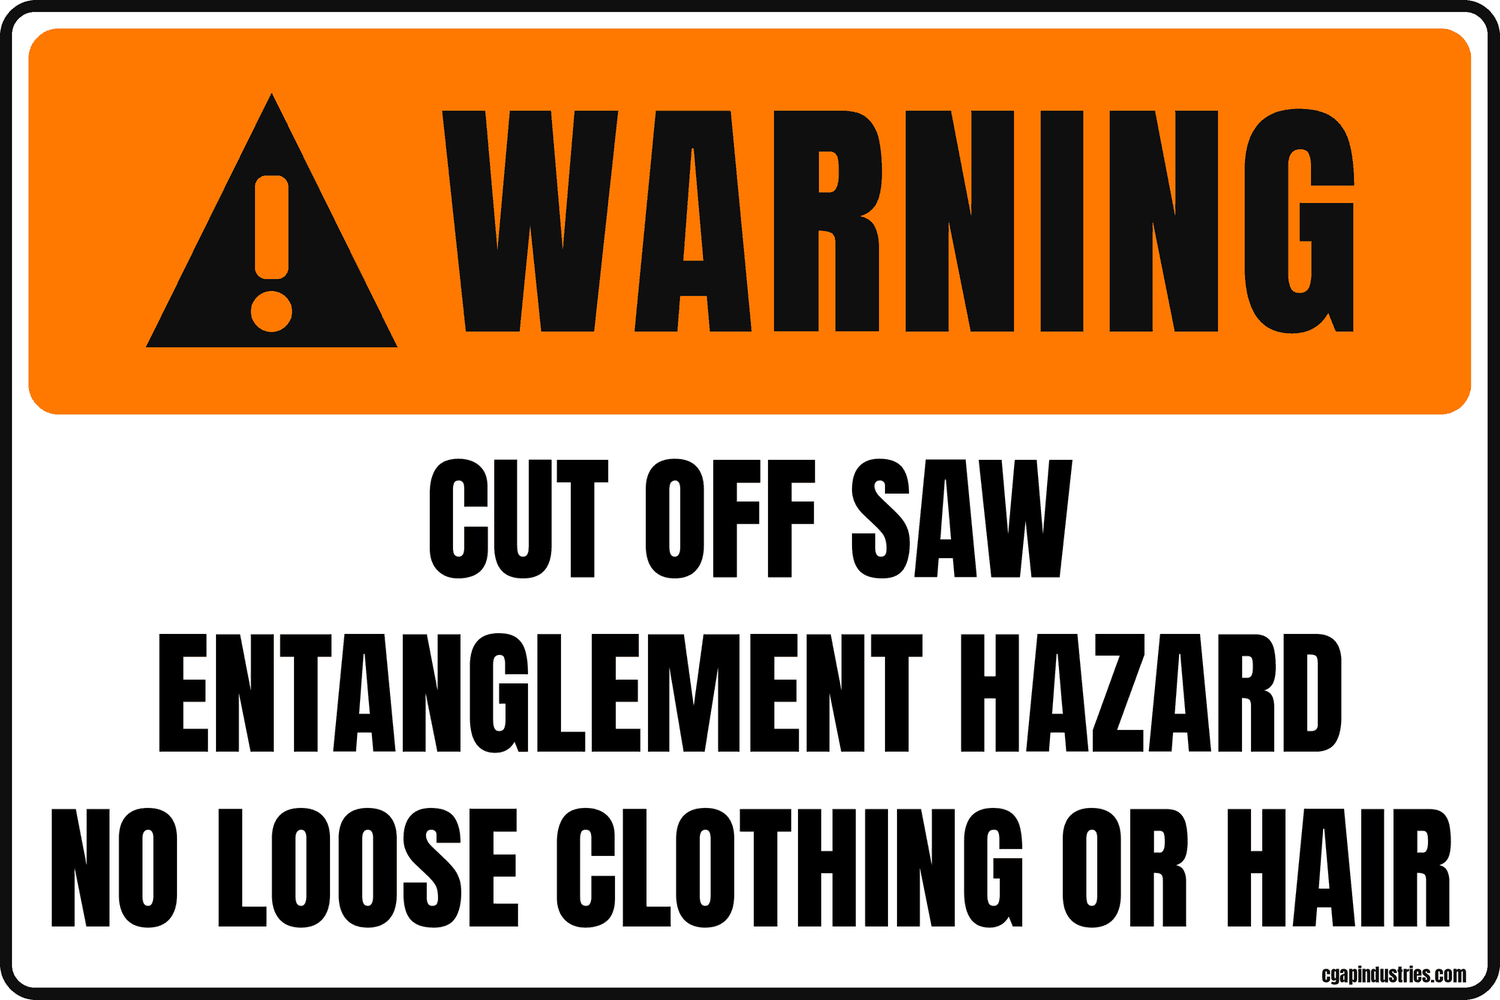 WARNING
CUT OFF SAW
ENTANGLEMENT HAZARD
NO LOOSE CLOTHING OR HAIR
cgapindustries.com